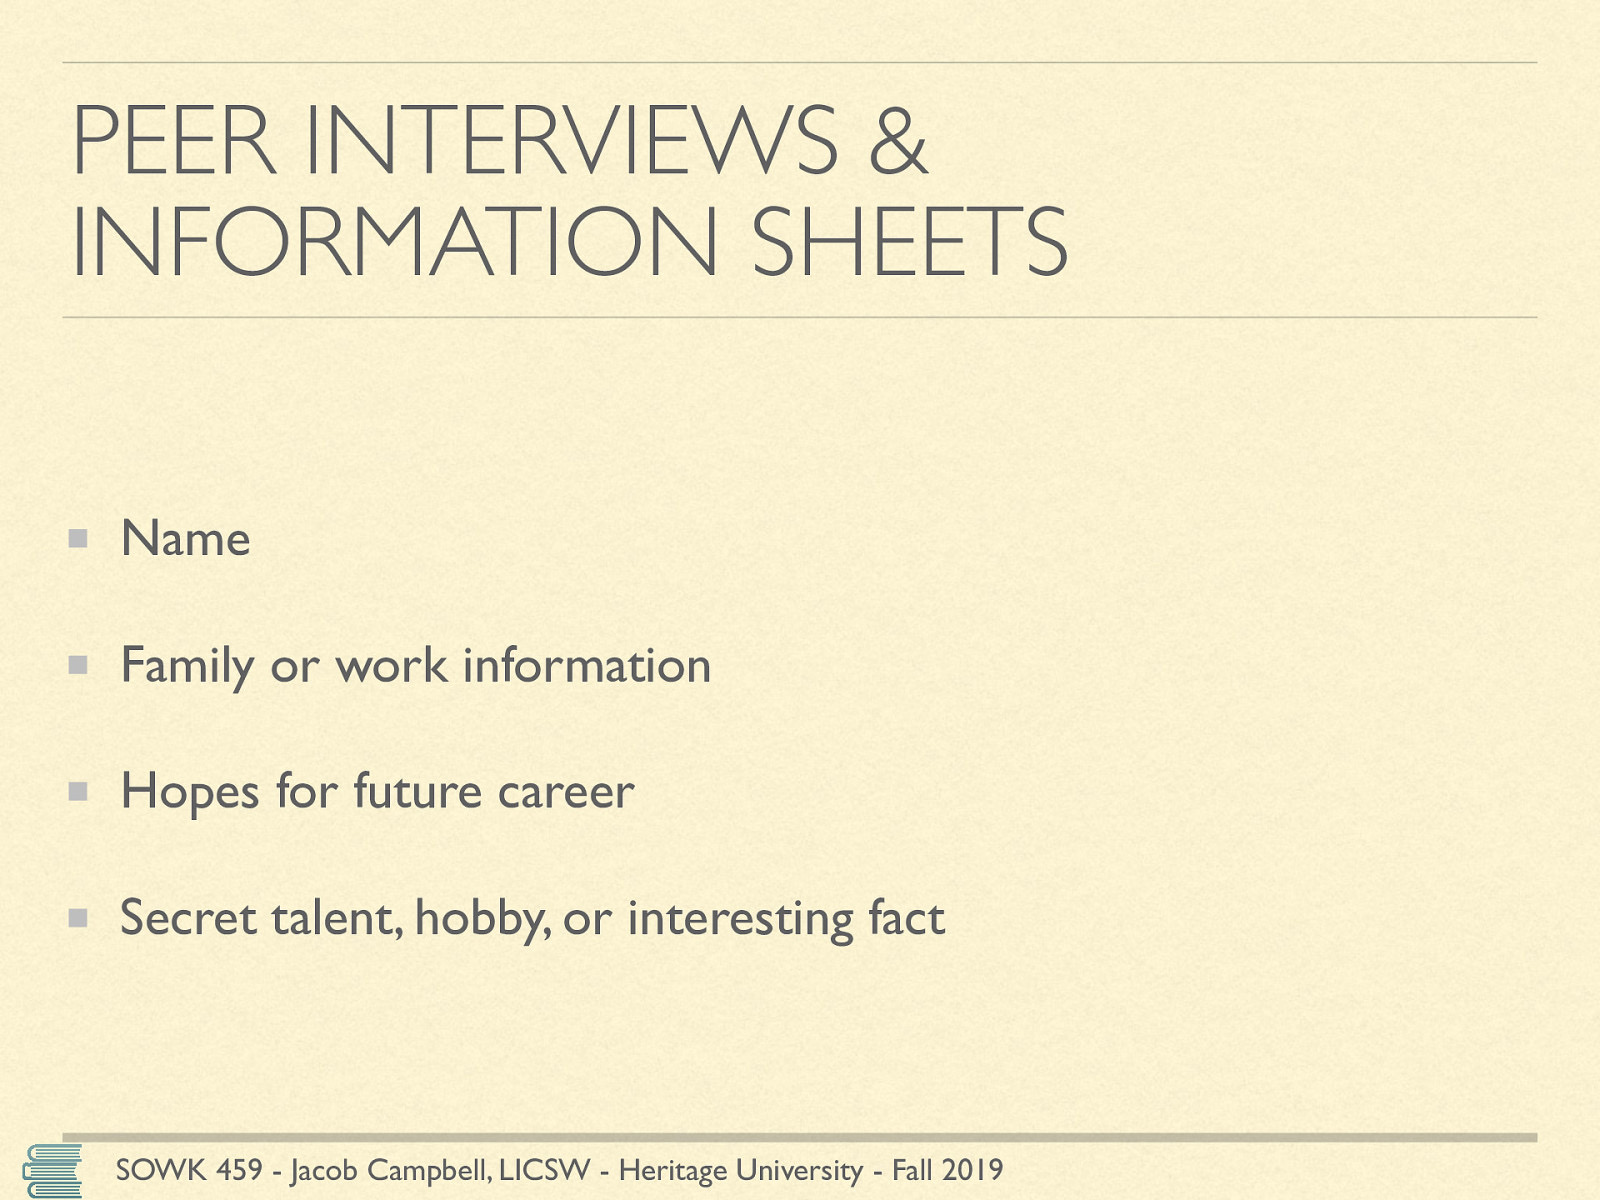 PEER INTERVIEWS &
INFORMATION SHEETS
Name
Family or work information
Hopes for future career
Secret talent, hobby, or interesting fact
SOWK 459 - Jacob Campbell, LICSW - Heritage University - Fall 2019